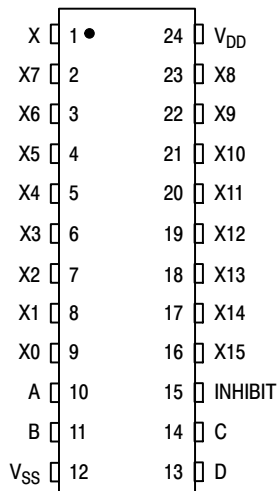 X 1 24 VDD
X7 2 23 X8
X6 3 22 X9
X5 4 21 X10
X4 5 20 X11
X3 6 19 X12
X2 7 18 X13
X1 8 17 X14
X0 9 16 X15
A 10 15 INHIBIT
B 11 14 C
VSS 12 13 D